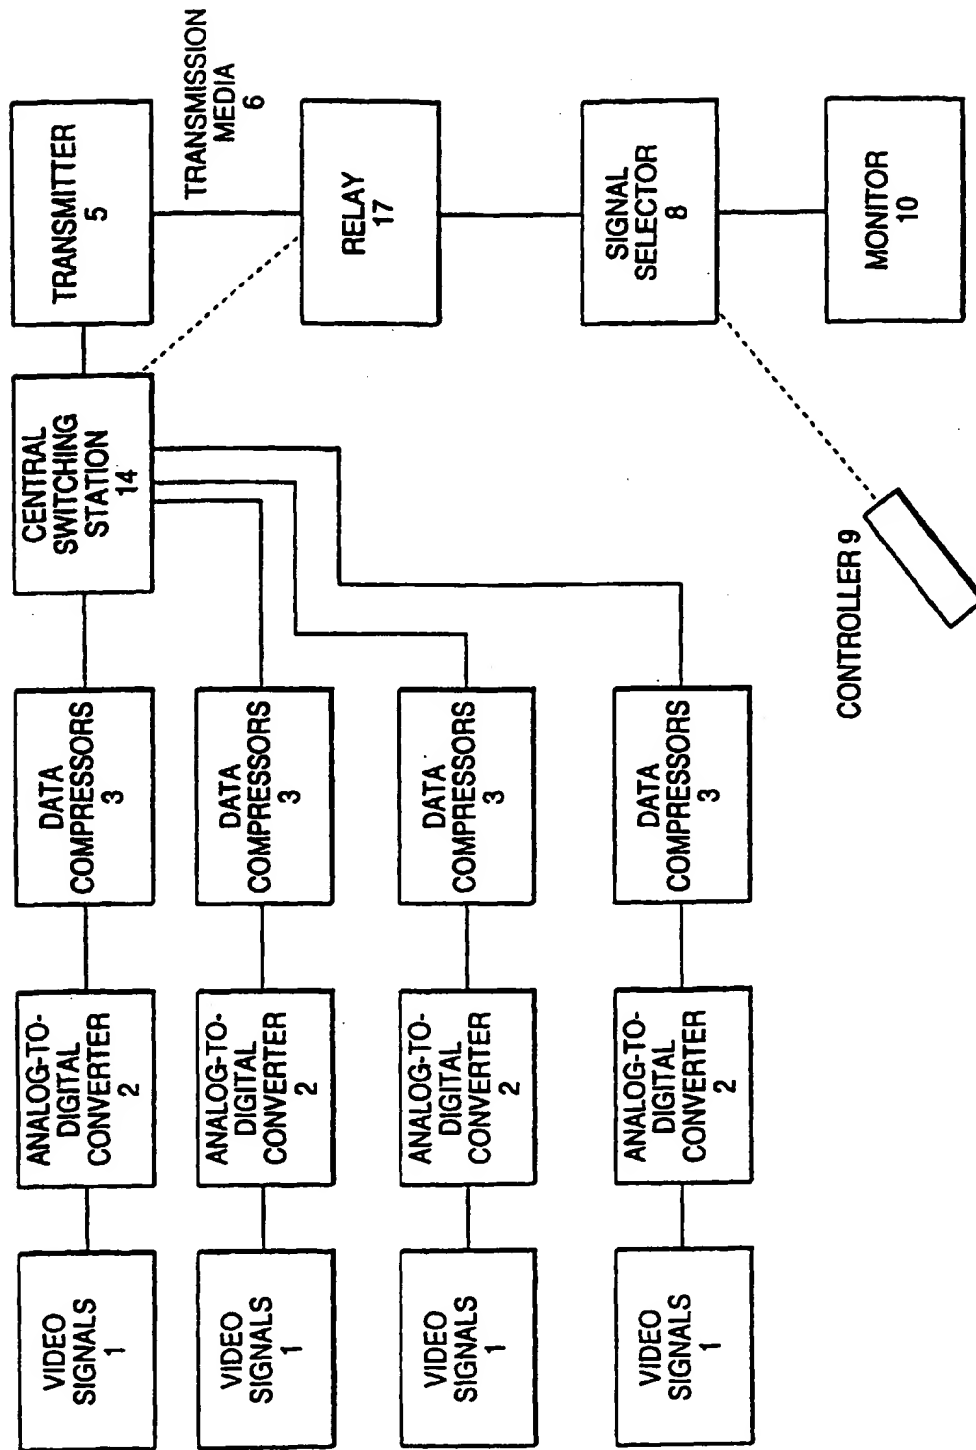 VIDEO
SIGNALS
1
ANALOG-TO-
DIGITAL
CONVERTER
2
DATA
COMPRESSORS
3
CENTRAL
SWITCHING
STATION
14
TRANSMITTER
5
VIDEO
SIGNALS
1
ANALOG-TO-
DIGITAL
CONVERTER
2
DATA
COMPRESSORS
3
TRANSMISSION
MEDIA
6
VIDEO
SIGNALS
1
ANALOG-TO-
DIGITAL
CONVERTER
2
DATA
COMPRESSORS
3
RELAY
17
VIDEO
SIGNALS
1
ANALOG-TO-
DIGITAL
CONVERTER
2
DATA
COMPRESSORS
3
SIGNAL
SELECTOR
8
CONTROLLER 9
MONITOR
10